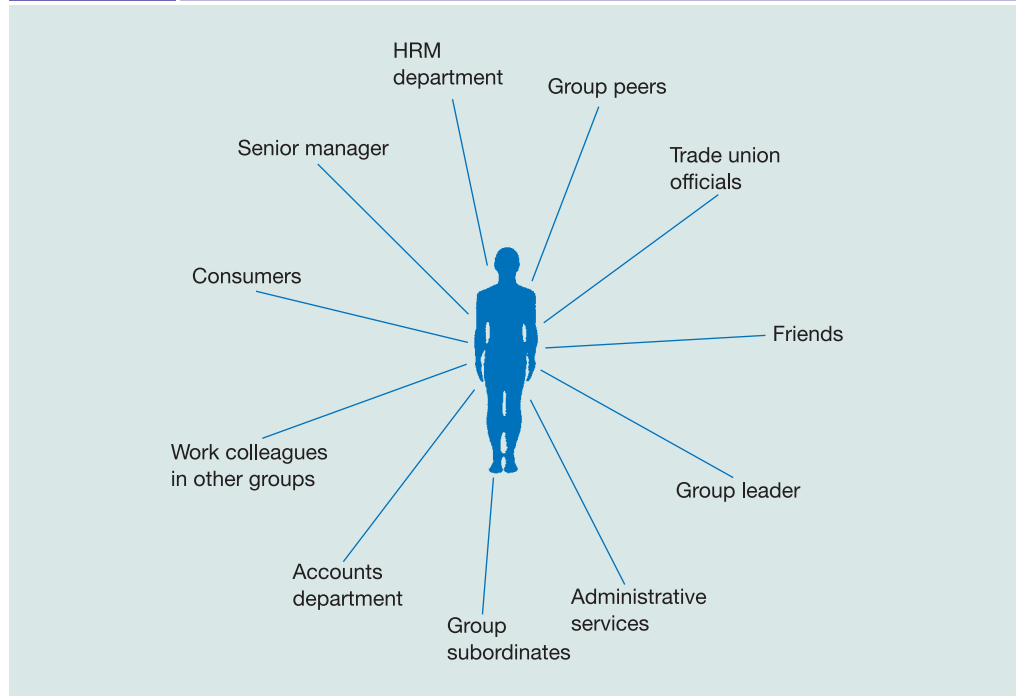 HRM
department
Group peers
Senior manager
Trade union
officials
Consumers
Friends
Work colleagues
in other groups
Group leader
Accounts
department
Administrative
services
Group
subordinates